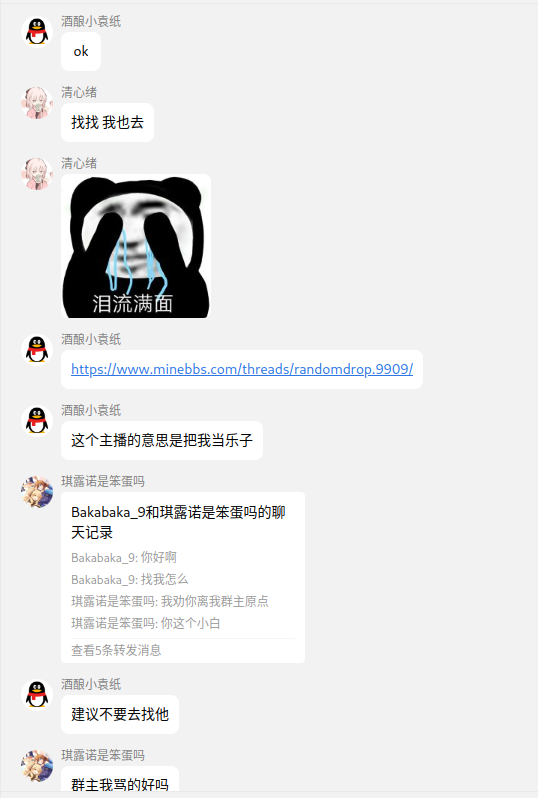 酒酿小袁纸
ok
清心绪
找找 我也去
清心绪
泪流满面
酒酿小袁纸
https://www.minebbs.com/threads/randomdrop.9909/
酒酿小袁纸
这个主播的意思是把我当乐子
琪露诺是笨蛋吗
Bakabaka_9和琪露诺是笨蛋吗的聊
天记录
Bakabaka_9: 你好啊
Bakabaka_9: 找我怎么
琪露诺是笨蛋吗: 我劝你离我群主原点
琪露诺是笨蛋吗: 你这个小白
查看5条转发消息
酒酿小袁纸
建议不要去找他
琪露诺是笨蛋吗
群主我骂的好吗